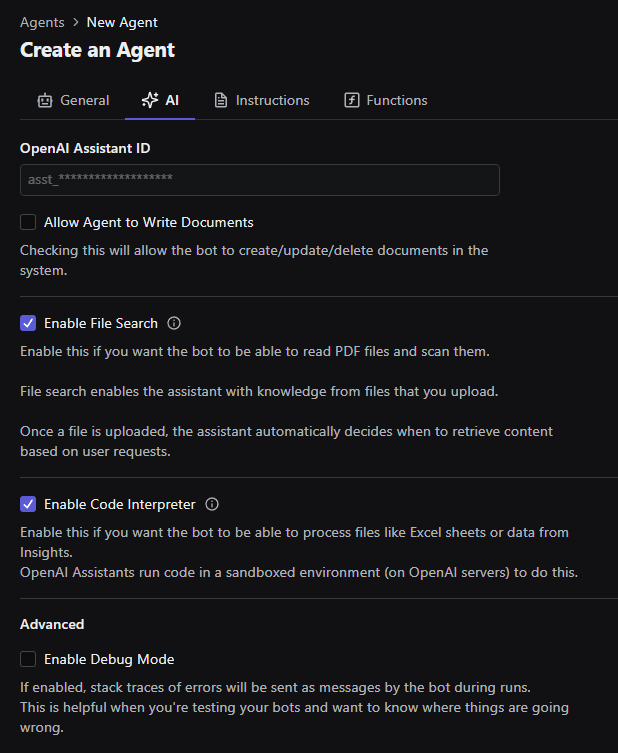 Agents > New Agent
Create an Agent
General AI Instructions Functions
OpenAI Assistant ID
asst_*******************
Allow Agent to Write Documents
Checking this will allow the bot to create/update/delete documents in the
system.
Enable File Search
Enable this if you want the bot to be able to read PDF files and scan them.
File search enables the assistant with knowledge from files that you upload.
Once a file is uploaded, the assistant automatically decides when to retrieve content
based on user requests.
Enable Code Interpreter
Enable this if you want the bot to be able to process files like Excel sheets or data from
Insights.
OpenAI Assistants run code in a sandboxed environment (on OpenAI servers) to do this.
Advanced
Enable Debug Mode
If enabled, stack traces of errors will be sent as messages by the bot during runs.
This is helpful when you're testing your bots and want to know where things are going
wrong.